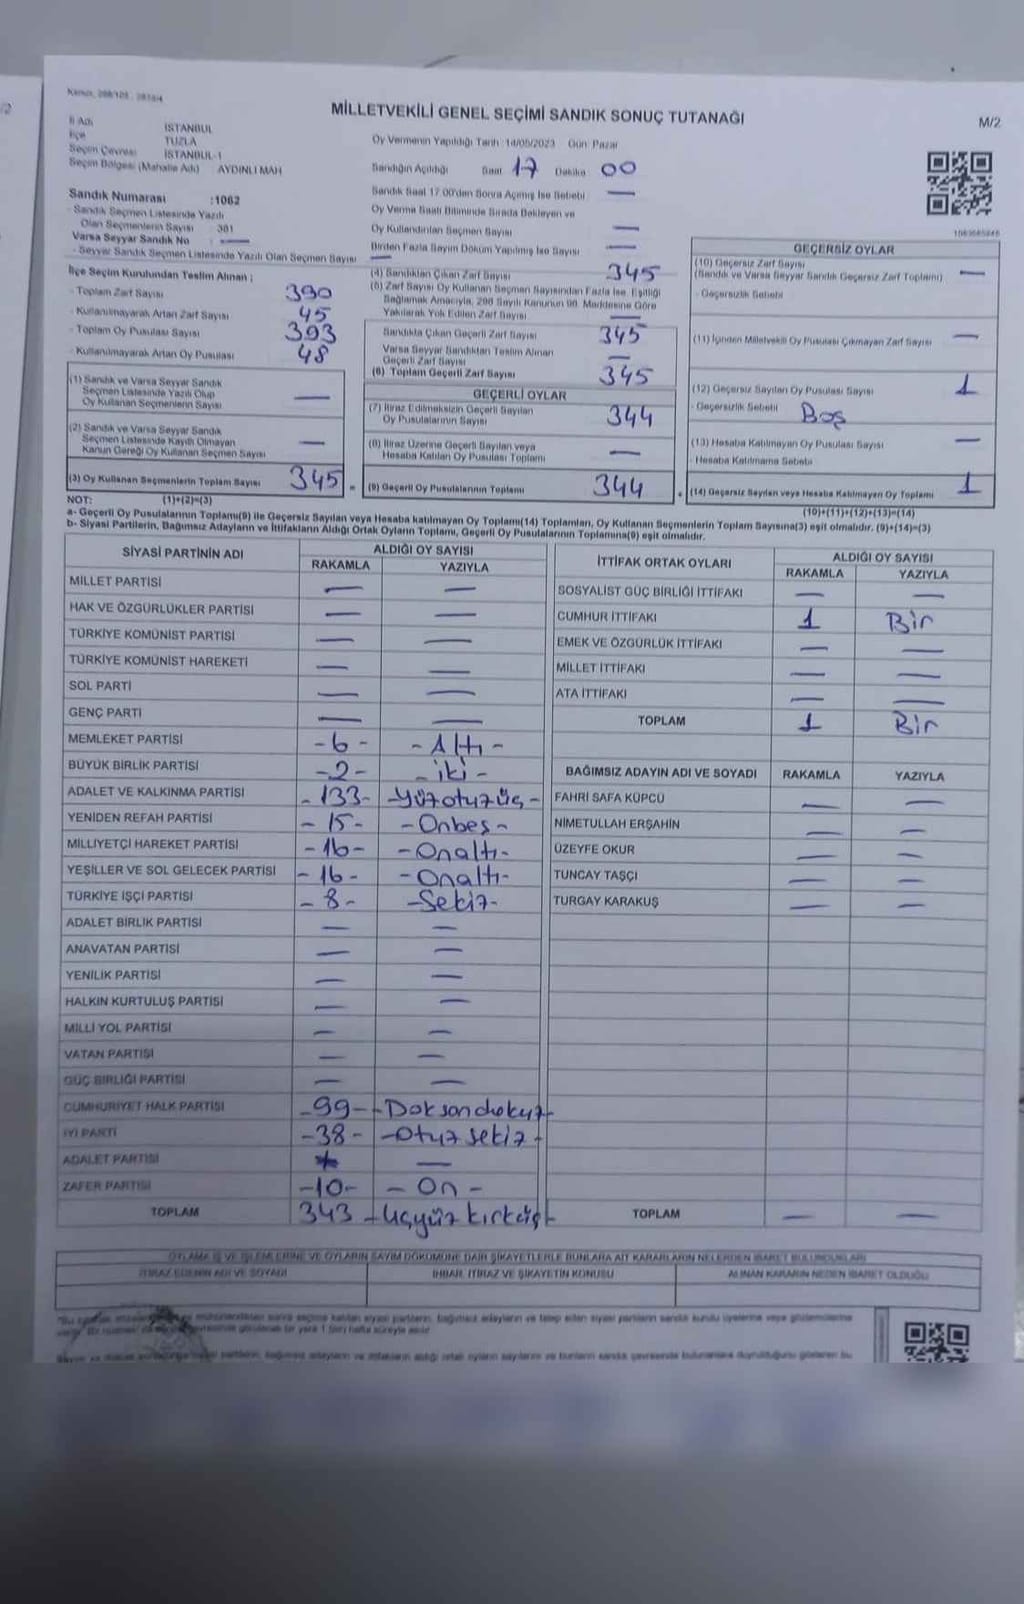 /2
MİLLETVEKİLİ GENEL SEÇİMİ SANDIK SONUÇ TUTANAĞI
M/2
İl Adı İSTANBUL
İlçe TUZLA
Seçim Çevresi İSTANBUL-1
Seçim Bölgesi (Mahalle Adı) AYDINLI MAH
Oy Vermenin Yapıldığı Tarih 14/05/2023 Gün: Pazar
Sandığın Açıldığı Saat 17 Dakika 00
Sandık Saat 17.00'den Sonra Açımış İse Sebebi —
Oy Verme Saati Bitiminde Sırada Bekleyen ve
Oy Kullandırılan Seçmen Sayısı —
Birden Fazla Sayım Döküm Yapılmış İse Sayısı —
Sandık Numarası :1062
- Sandık Seçmen Listesinde Yazılı
Olan Seçmenlerin Sayısı : 381
Varsa Seyyar Sandık No —
- Seyyar Sandık Seçmen Listesinde Yazılı Olan Seçmen Sayısı —
İlçe Seçim Kurulundan Teslim Alınan ;
- Toplam Zarf Sayısı 390
- Kullanılmayarak Artan Zarf Sayısı 45
- Toplam Oy Pusulası Sayısı 393
- Kullanılmayarak Artan Oy Pusulası 48
(1) Sandık ve Varsa Seyyar Sandık
Seçmen Listesinde Yazılı Olup
Oy Kullanan Seçmenlerin Sayısı —
(2) Sandık ve Varsa Seyyar Sandık
Seçmen Listesinde Kayıtlı Olmayan
Kanun Gereği Oy Kullanan Seçmen Sayısı —
(3) Oy Kullanan Seçmenlerin Toplam Sayısı 345 =
(4) Sandıktan Çıkan Zarf Sayısı 345
(5) Zarf Sayısı Oy Kullanan Seçmen Sayısından Fazla İse, Eşitliği
Sağlamak Amacıyla, 298 Sayılı Kanunun 98. Maddesine Göre
Yakılarak Yok Edilen Zarf Sayısı —
Sandıkta Çıkan Geçerli Zarf Sayısı 345
Varsa Seyyar Sandıktan Teslim Alınan
Geçerli Zarf Sayısı —
(6) Toplam Geçerli Zarf Sayısı 345
GEÇERLİ OYLAR
(7) İtiraz Edilmeksizin Geçerli Sayılan
Oy Pusulalarının Sayısı 344
(8) İtiraz Üzerine Geçerli Sayılan veya
Hesaba Katılan Oy Pusulası Toplamı —
(9) Geçerli Oy Pusulalarının Toplamı 344 +
GEÇERSİZ OYLAR
(10) Geçersiz Zarf Sayısı
(Sandık ve Varsa Seyyar Sandık Geçersiz Zarf Toplamı) —
- Geçersizlik Sebebi
(11) İçinden Milletvekili Oy Pusulası Çıkmayan Zarf Sayısı —
(12) Geçersiz Sayılan Oy Pusulası Sayısı 1
- Geçersizlik Sebebi Boş
(13) Hesaba Katılmayan Oy Pusulası Sayısı —
- Hesaba Katılmama Sebebi
(14) Geçersiz Sayılan veya Hesaba Katılmayan Oy Toplamı 1
NOT: (1)+(2)=(3) (10)+(11)+(12)+(13)=(14)
a- Geçerli Oy Pusulalarının Toplamı(9) ile Geçersiz Sayılan veya Hesaba katılmayan Oy Toplamı(14) Toplamları, Oy Kullanan Seçmenlerin Toplam Sayısına(3) eşit olmalıdır. (9)+(14)=(3)
b- Siyasi Partilerin, Bağımsız Adayların ve İttifakların Aldığı Ortak Oyların Toplamı, Geçerli Oy Pusulalarının Toplamına(9) eşit olmalıdır.
SİYASİ PARTİNİN ADI ALDIĞI OY SAYISI
RAKAMLA YAZIYLA
MİLLET PARTİSİ — —
HAK VE ÖZGÜRLÜKLER PARTİSİ — —
TÜRKİYE KOMÜNİST PARTİSİ — —
TÜRKİYE KOMÜNİST HAREKETİ — —
SOL PARTİ — —
GENÇ PARTİ — —
MEMLEKET PARTİSİ -6- -Altı-
BÜYÜK BİRLİK PARTİSİ -2- -iki-
ADALET VE KALKINMA PARTİSİ -133- -Yüzotuzüç-
YENİDEN REFAH PARTİSİ -15- -Onbeş-
MİLLİYETÇİ HAREKET PARTİSİ -16- -Onaltı-
YEŞİLLER VE SOL GELECEK PARTİSİ -16- -Onaltı-
TÜRKİYE İŞÇİ PARTİSİ -8- -Sekiz-
ADALET BİRLİK PARTİSİ — —
ANAVATAN PARTİSİ — —
YENİLİK PARTİSİ — —
HALKIN KURTULUŞ PARTİSİ — —
MİLLİ YOL PARTİSİ — —
VATAN PARTİSİ — —
GÜÇ BİRLİĞİ PARTİSİ — —
CUMHURİYET HALK PARTİSİ -99- -Doksandokuz-
İYİ PARTİ -38- -Otuzsekiz-
ADALET PARTİSİ — —
ZAFER PARTİSİ -10- -On-
TOPLAM 343 -Üçyüzkırküç-
İTTİFAK ORTAK OYLARI ALDIĞI OY SAYISI
RAKAMLA YAZIYLA
SOSYALİST GÜÇ BİRLİĞİ İTTİFAKI — —
CUMHUR İTTİFAKI 1 Bir
EMEK VE ÖZGÜRLÜK İTTİFAKI — —
MİLLET İTTİFAKI — —
ATA İTTİFAKI — —
TOPLAM 1 Bir
BAĞIMSIZ ADAYIN ADI VE SOYADI RAKAMLA YAZIYLA
FAHRİ SAFA KÜPCÜ — —
NİMETULLAH ERŞAHİN — —
ÜZEYFE OKUR — —
TUNCAY TAŞÇI — —
TURGAY KARAKUŞ — —
TOPLAM — —
OYLAMA İŞ VE İŞLEMLERİNE VE OYLARIN SAYIM DÖKÜMÜNE DAİR ŞİKAYETLERLE BUNLARA AİT KARARLARIN NELERDEN İBARET BULUNDUKLARI
İTİRAZ EDENİN ADI VE SOYADI İHBAR, İTİRAZ VE ŞİKAYETİN KONUSU ALINAN KARARIN NEDEN İBARET OLDUĞU